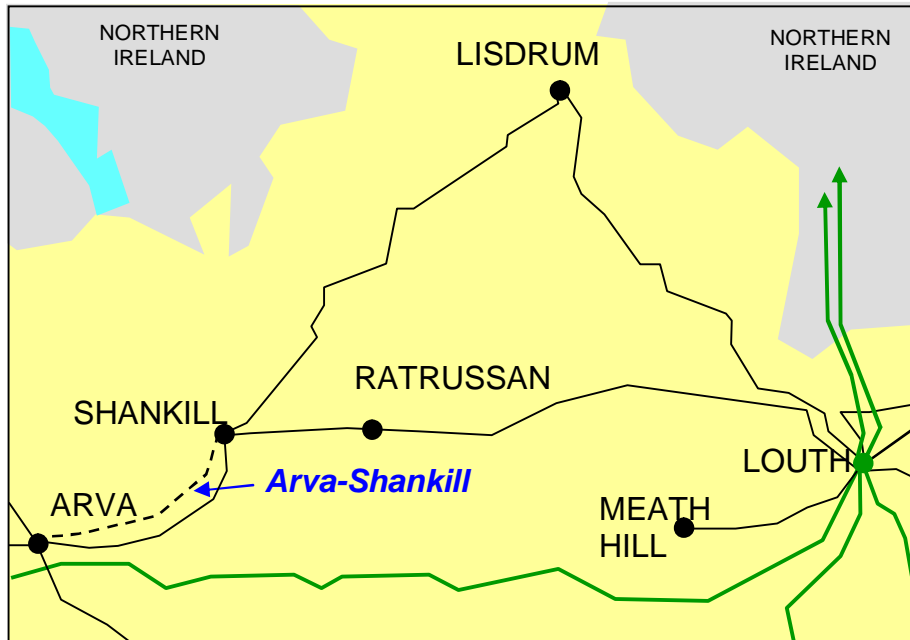 NORTHERN
IRELAND
LISDRUM
NORTHERN
IRELAND
RATRUSSAN
SHANKILL
LOUTH
Arva-Shankill
ARVA
MEATH
HILL